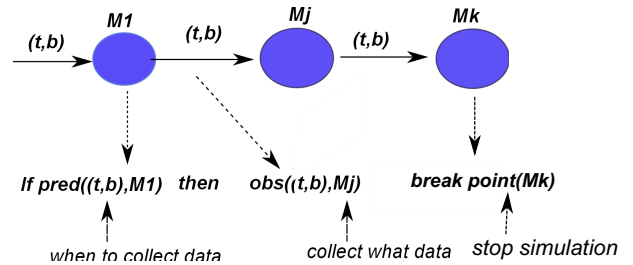 M1
Mj
Mk
(t,b)
(t,b)
(t,b)
If pred((t,b),M1) then obs((t,b),Mj) break point(Mk)
when to collect data
collect what data
stop simulation